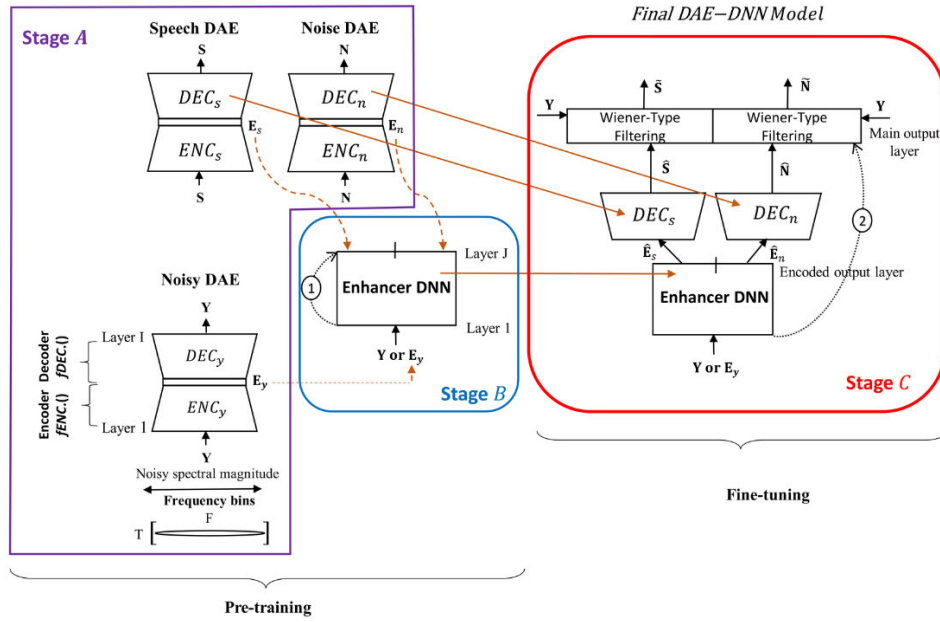 Final DAE−DNN Model
Stage A
Speech DAE
Noise DAE
S
N
DEC_s
DEC_n
E_s
E_n
ENC_s
ENC_n
S
N
S̃
Ñ
Y
Y
Wiener-Type
Filtering
Wiener-Type
Filtering
Main output
layer
Ŝ
N̂
DEC_s
DEC_n
2
Ê_s
Ê_n
Encoded output layer
Enhancer DNN
Y or E_y
Stage C
Layer J
1
Enhancer DNN
Layer 1
Y or E_y
Stage B
Noisy DAE
Y
Layer I
DEC_y
E_y
ENC_y
Layer 1
Encoder Decoder
fENC.() fDEC.()
Y
Noisy spectral magnitude
Frequency bins
F
T
Fine-tuning
Pre-training